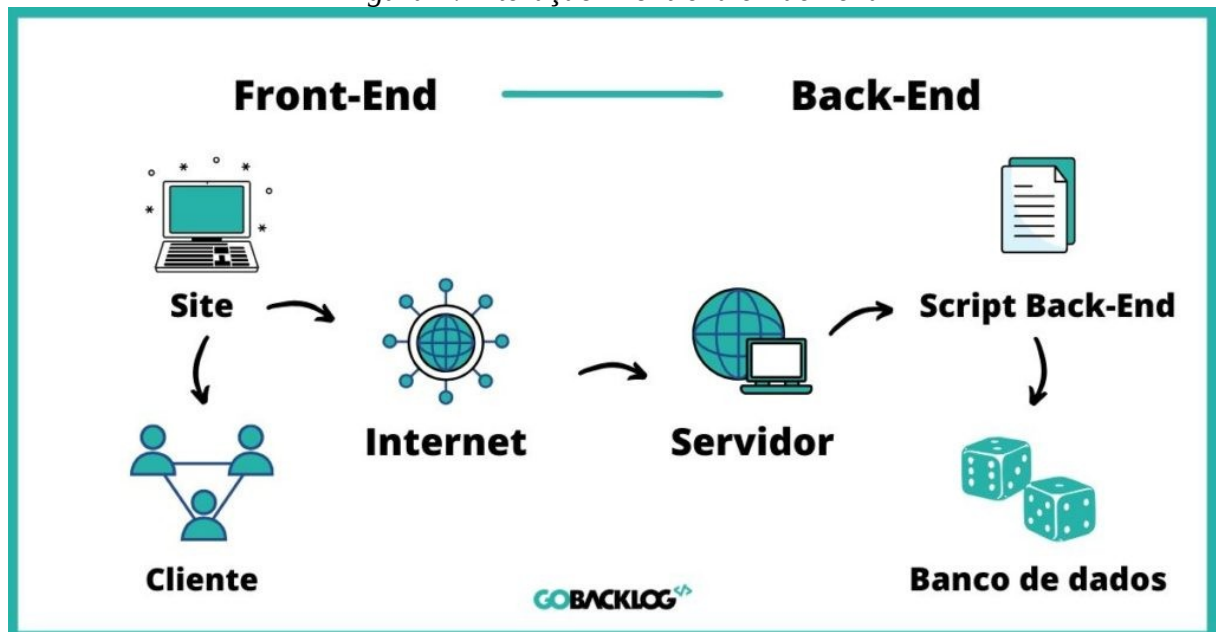 Front-End
Back-End
Site
Script Back-End
Internet
Servidor
Cliente
Banco de dados
GOBACKLOG</>